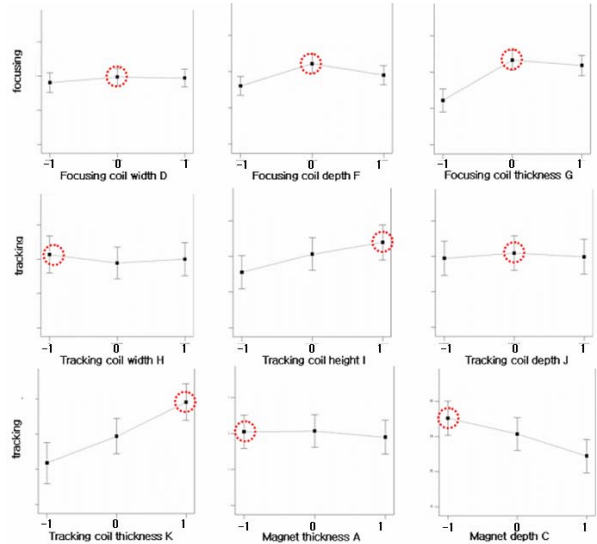 focusing
-1 0 1 -1 0 1 -1 0 1
Focusing coil width D Focusing coil depth F Focusing coil thickness G
tracking
-1 0 1 -1 0 1 -1 0 1
Tracking coil width H Tracking coil height I Tracking coil depth J
tracking
-1 0 1 -1 0 1 -1 0 1
Tracking coil thickness K Magnet thickness A Magnet depth C